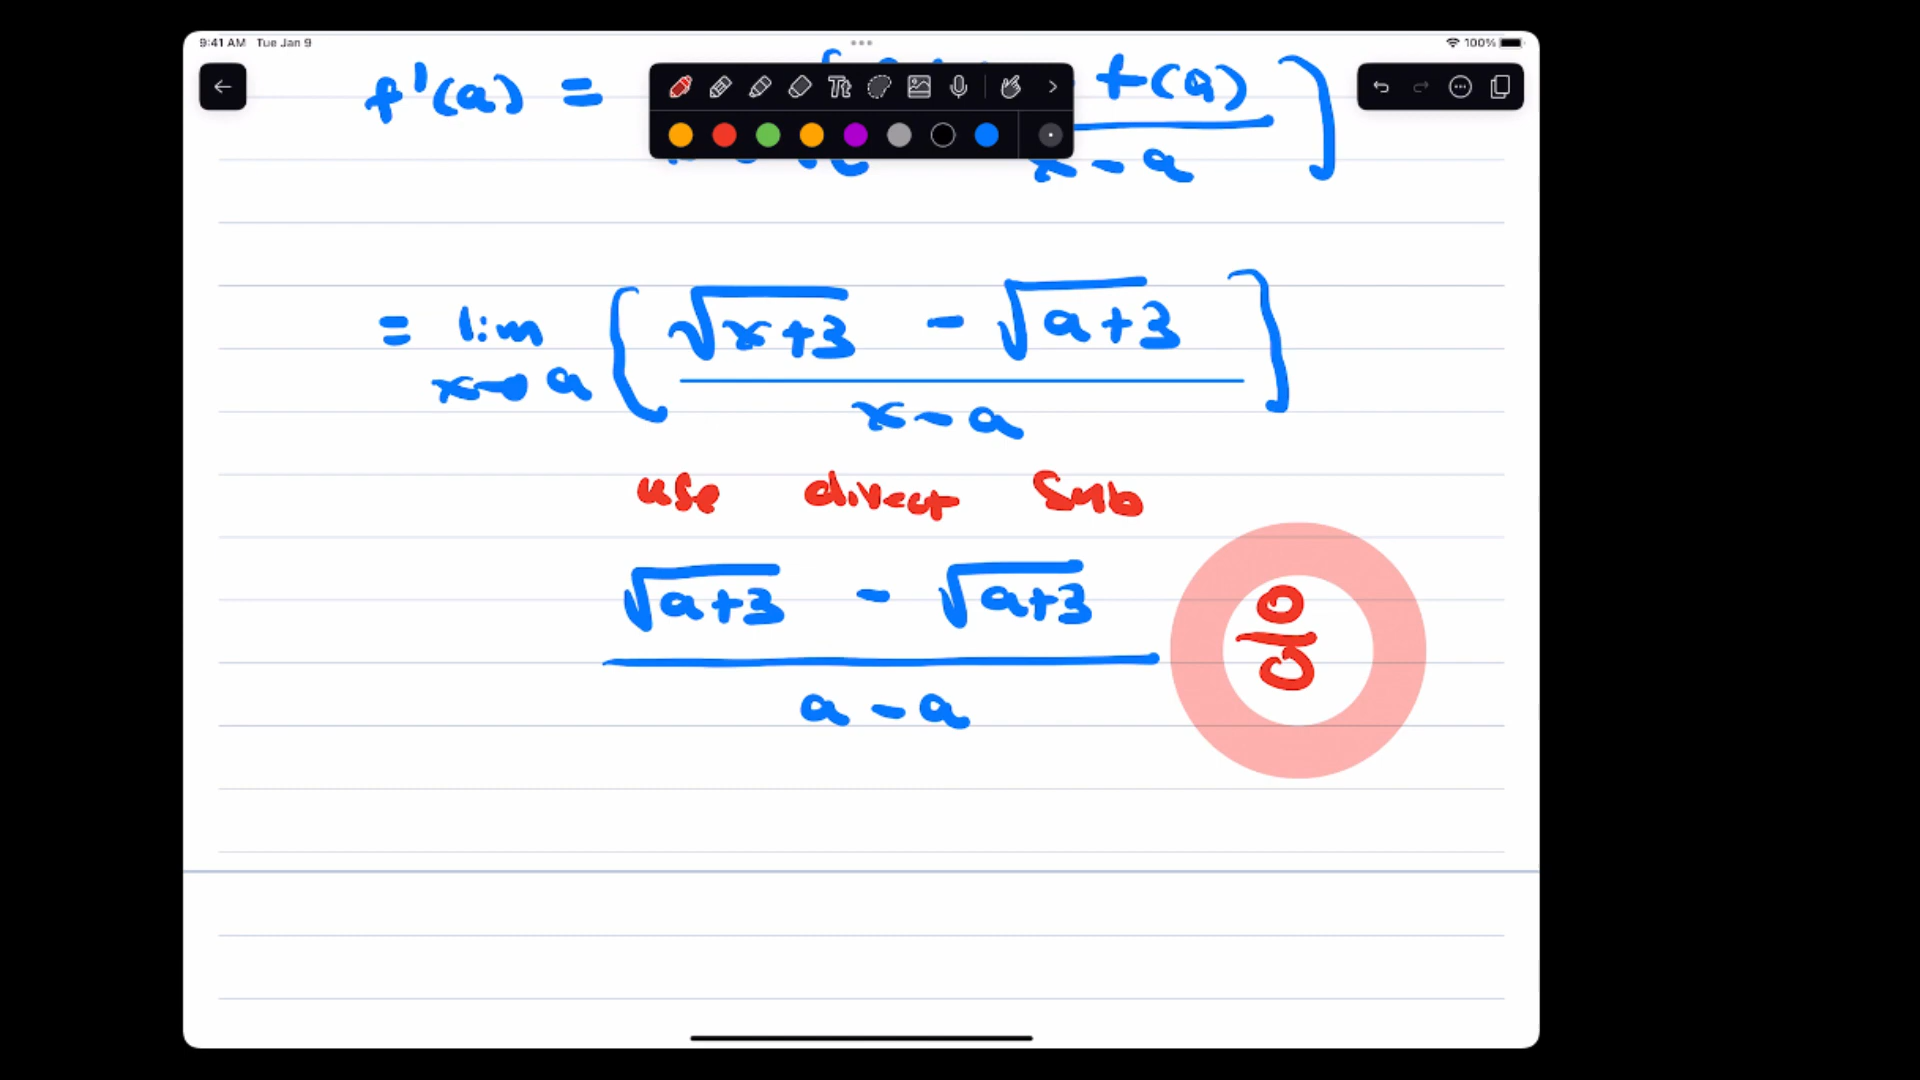 9:41 AM Tue Jan 9
100%
f'(a) = f(a)
x - a
= lim x→a [ √x+3 - √a+3
x - a ]
use direct sub
√a+3 - √a+3
a - a
0/0